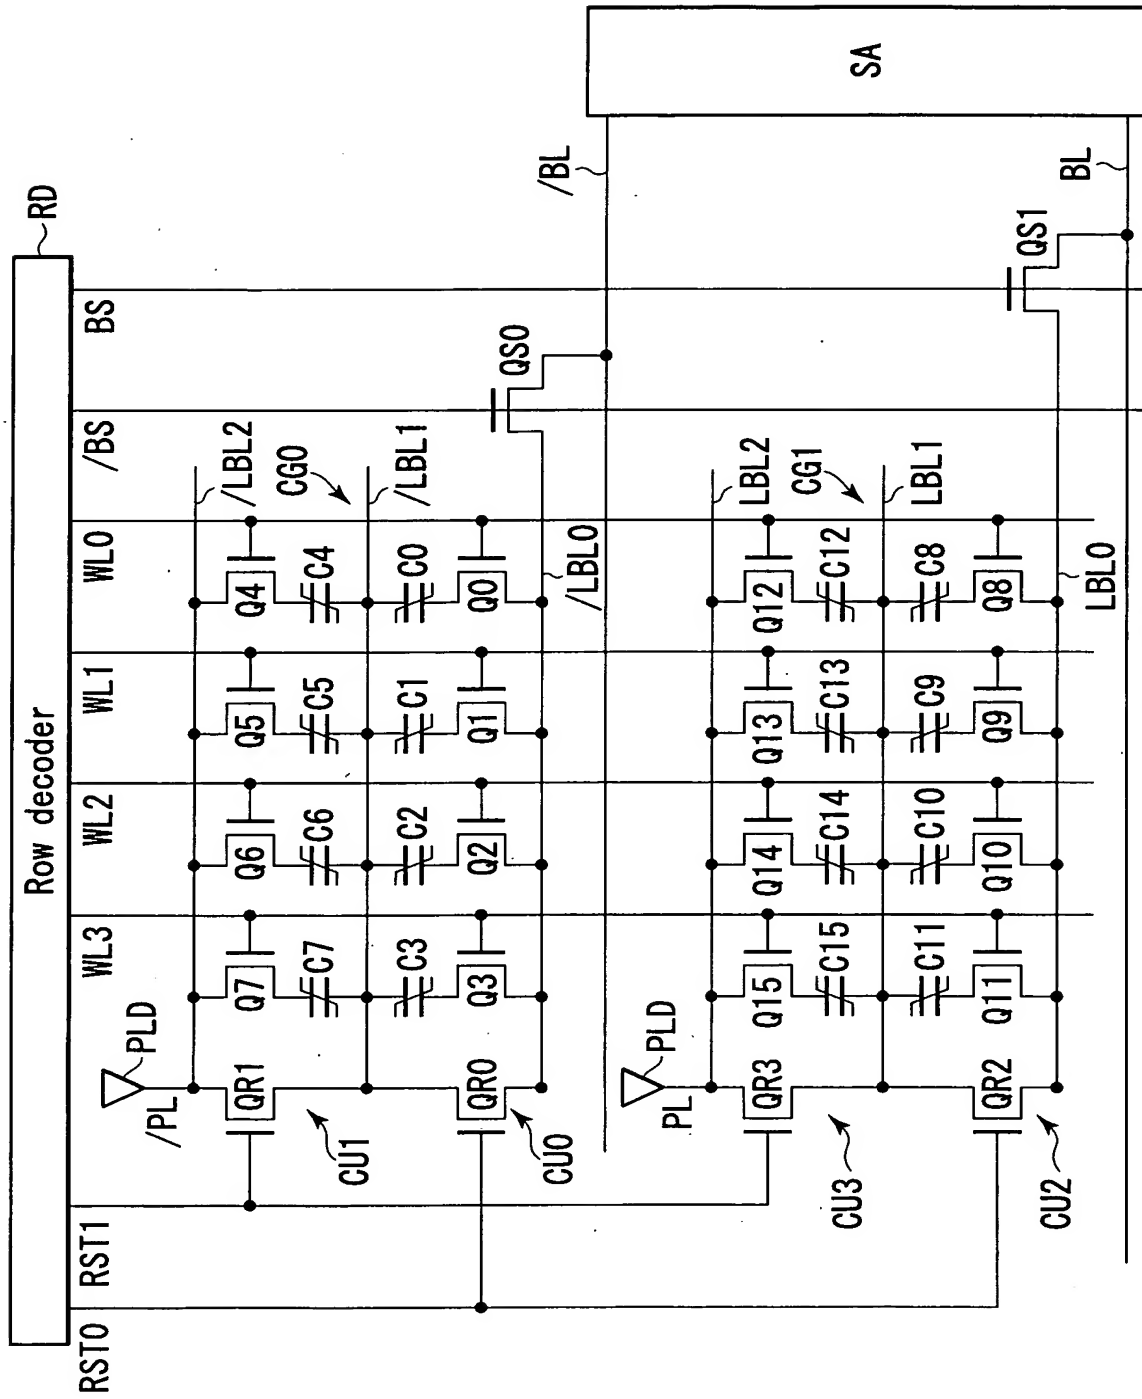 Row decoder
RD
RST0
RST1
WL3
WL2
WL1
WL0
/BS
BS
SA
/PL
PLD
/LBL2
QR1
Q7
Q6
Q5
Q4
CU1
C7
C6
C5
C4
CG0
/LBL1
C3
C2
C1
C0
QR0
Q3
Q2
Q1
Q0
CU0
/LBL0
QS0
/BL
PL
PLD
LBL2
QR3
Q15
Q14
Q13
Q12
CU3
C15
C14
C13
C12
CG1
LBL1
C11
C10
C9
C8
QR2
Q11
Q10
Q9
Q8
CU2
LBL0
QS1
BL